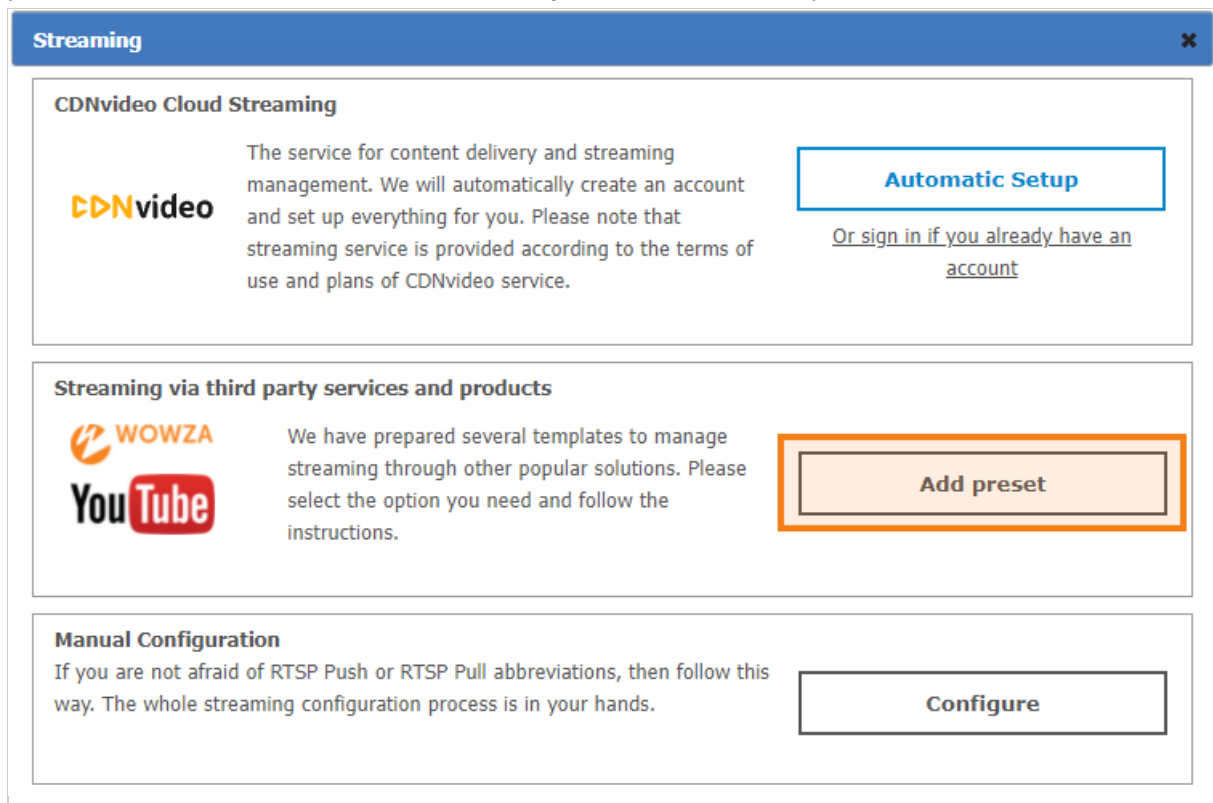 Streaming
CDNvideo Cloud Streaming
CDNvideo
The service for content delivery and streaming
management. We will automatically create an account
and set up everything for you. Please note that
streaming service is provided according to the terms of
use and plans of CDNvideo service.
Automatic Setup
Or sign in if you already have an
account
Streaming via third party services and products
WOWZA
YouTube
We have prepared several templates to manage
streaming through other popular solutions. Please
select the option you need and follow the
instructions.
Add preset
Manual Configuration
If you are not afraid of RTSP Push or RTSP Pull abbreviations, then follow this
way. The whole streaming configuration process is in your hands.
Configure